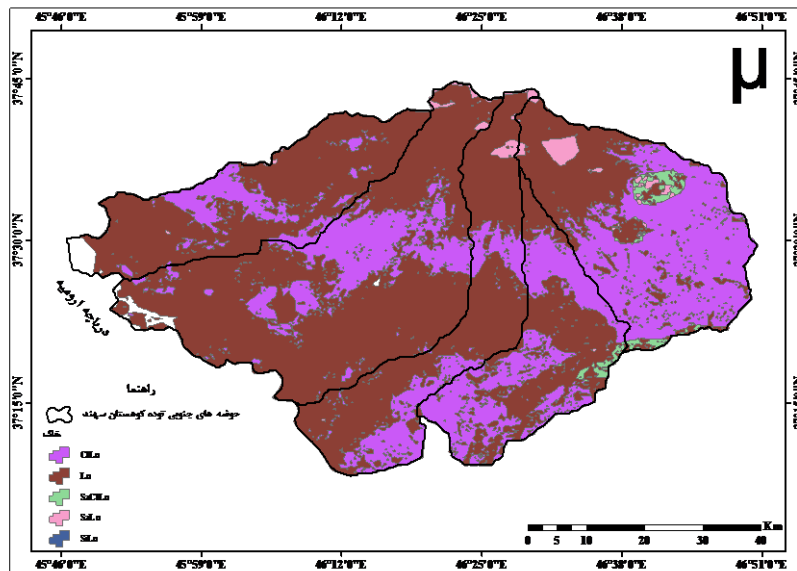 45°46'0"E 45°59'0"E 46°12'0"E 46°25'0"E 46°38'0"E 46°51'0"E
37°45'0"N
37°30'0"N
37°15'0"N
µ
دریاچه ارومیه
راهنما
حوضه های جنوبی توده کوهستان سهند
خاک
ClLo
Lo
SaClLo
SaLo
SiLo
Km
0 5 10 20 30 40
45°46'0"E 45°59'0"E 46°12'0"E 46°25'0"E 46°38'0"E 46°51'0"E